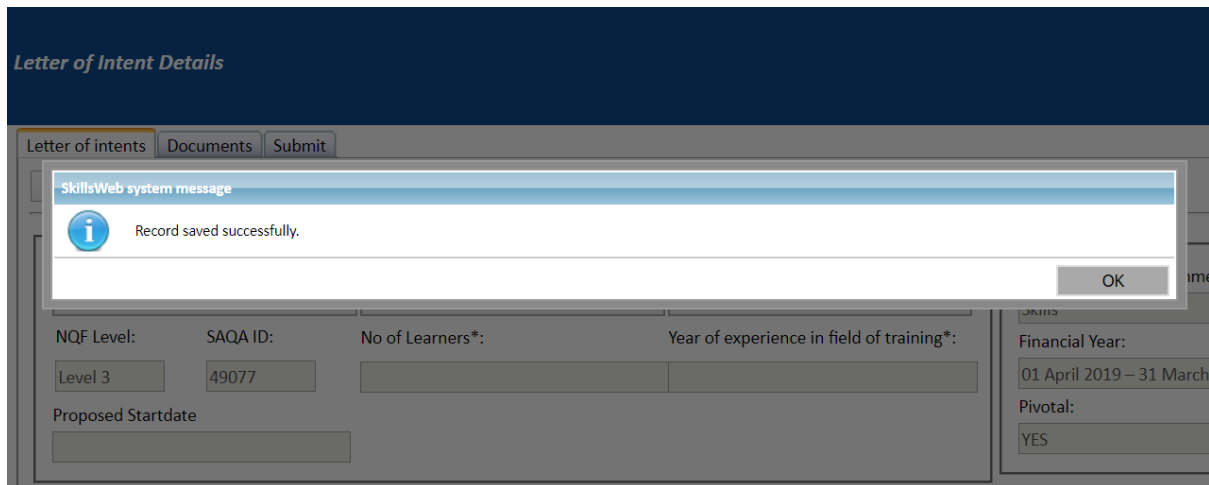 Letter of Intent Details
Letter of intents Documents Submit
SkillsWeb system message
Record saved successfully.
OK
Skills
NQF Level: SAQA ID: No of Learners*: Year of experience in field of training*:
Financial Year:
Level 3 49077
01 April 2019 – 31 March
Proposed Startdate
Pivotal:
YES